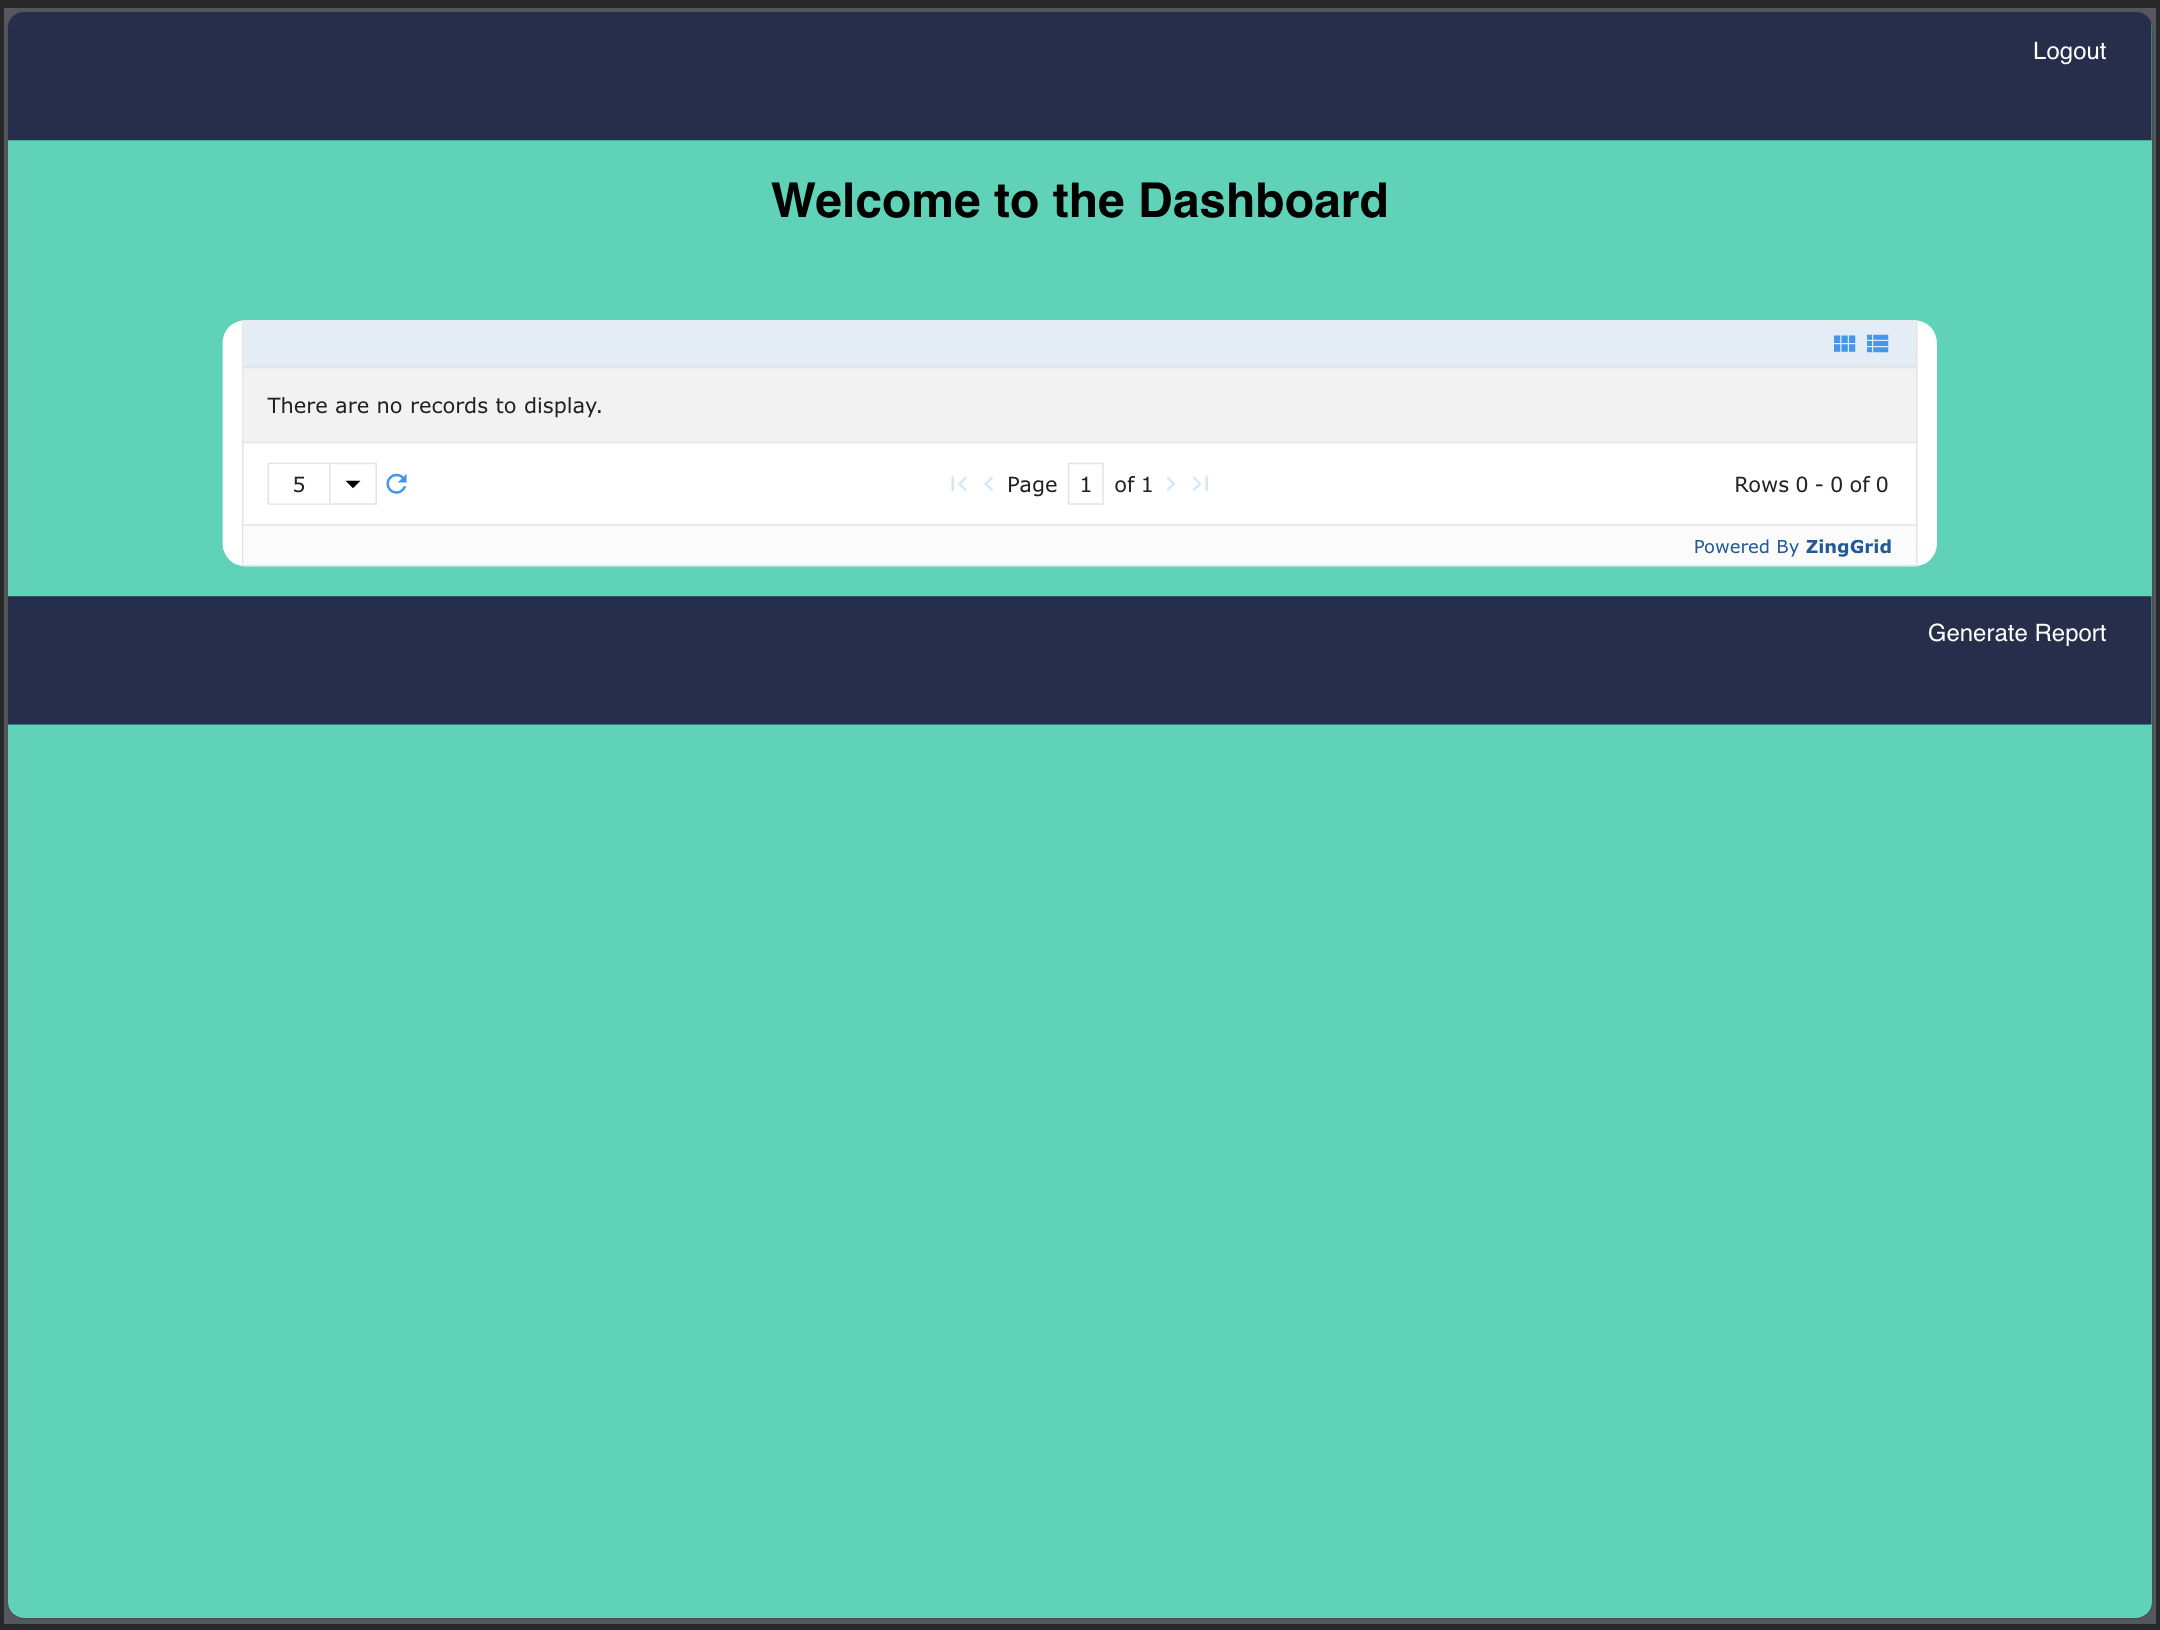 Logout
Welcome to the Dashboard
There are no records to display.
5 Page 1 of 1 Rows 0 - 0 of 0
Powered By ZingGrid
Generate Report